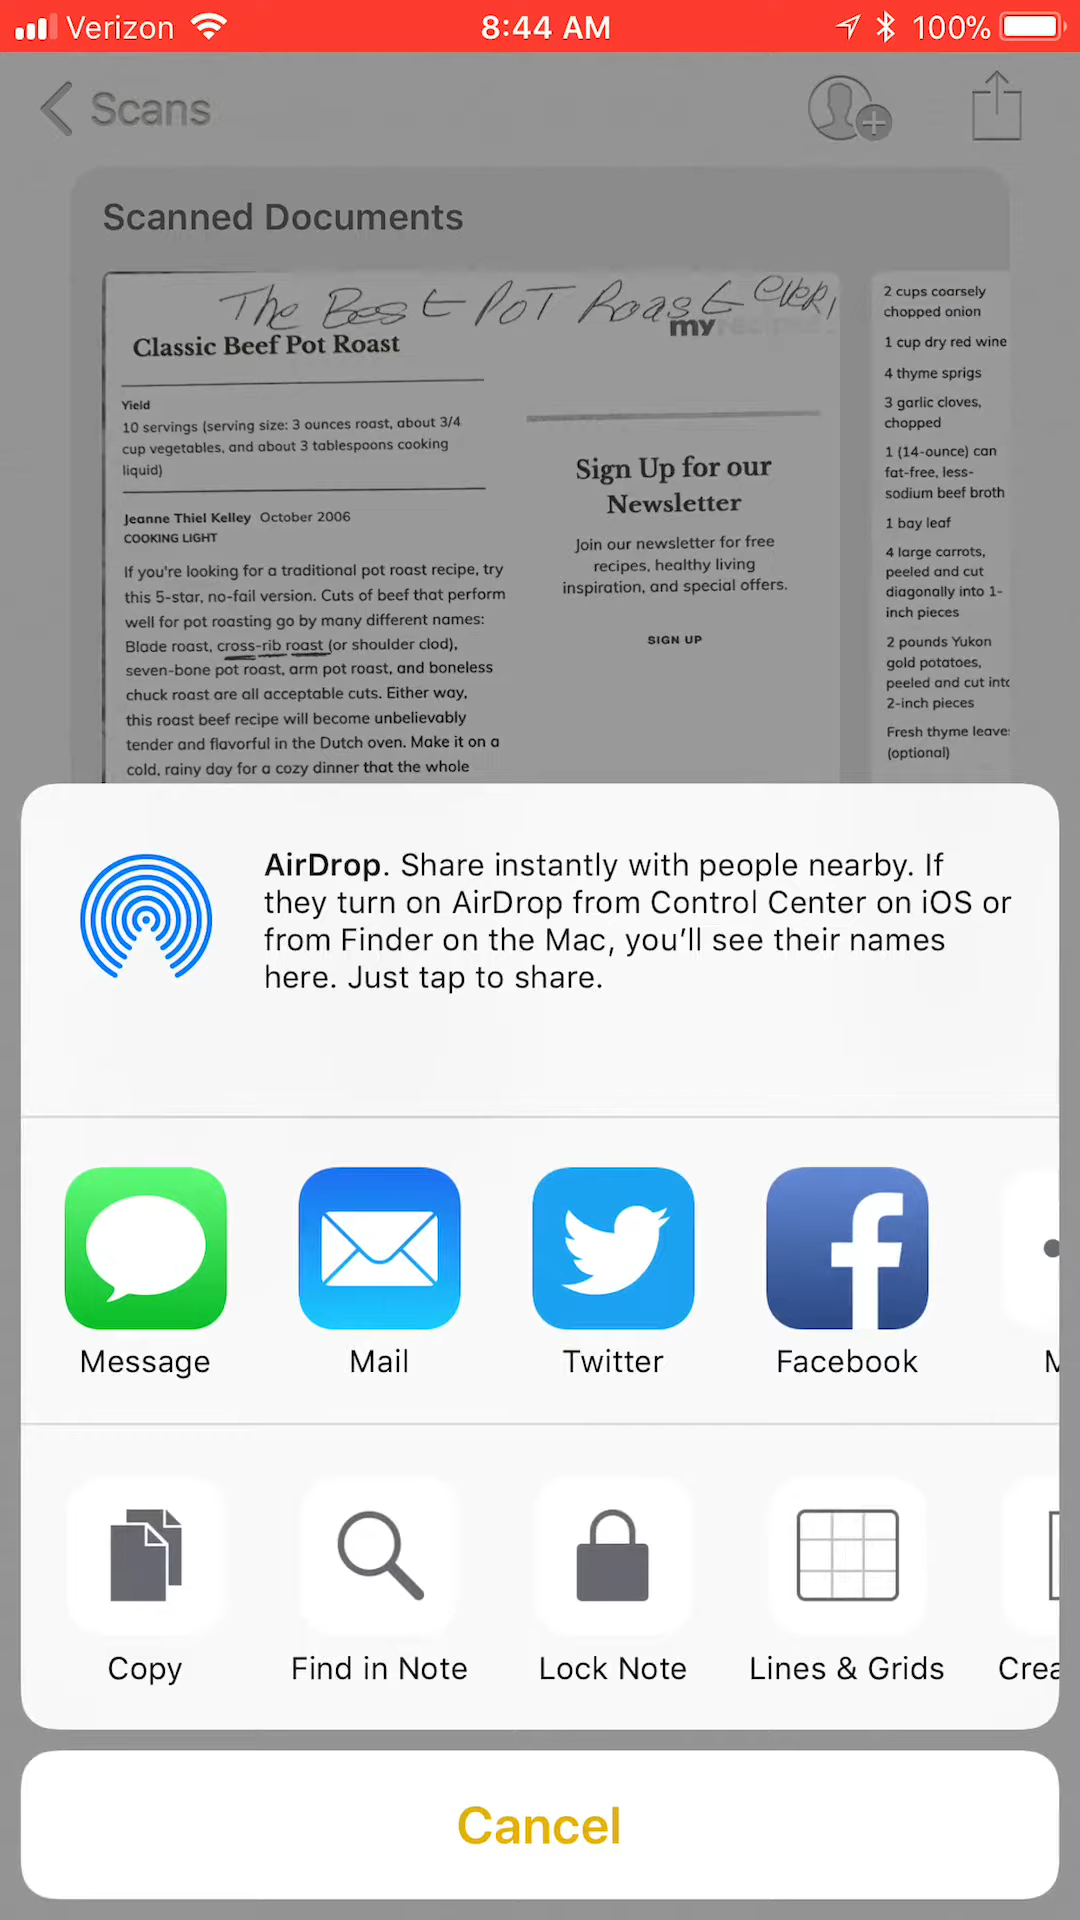 Verizon 8:44 AM 100%
Scans
Scanned Documents
The Best Pot Roast ever,
Classic Beef Pot Roast
myrecipes
Yield
10 servings (serving size: 3 ounces roast, about 3/4
cup vegetables, and about 3 tablespoons cooking
liquid)
Jeanne Thiel Kelley October 2006
COOKING LIGHT
If you're looking for a traditional pot roast recipe, try
this 5-star, no-fail version. Cuts of beef that perform
well for pot roasting go by many different names:
Blade roast, cross-rib roast (or shoulder clod),
seven-bone pot roast, arm pot roast, and boneless
chuck roast are all acceptable cuts. Either way,
this roast beef recipe will become unbelievably
tender and flavorful in the Dutch oven. Make it on a
cold, rainy day for a cozy dinner that the whole
Sign Up for our
Newsletter
Join our newsletter for free
recipes, healthy living
inspiration, and special offers.
SIGN UP
2 cups coarsely
chopped onion
1 cup dry red wine
4 thyme sprigs
3 garlic cloves,
chopped
1 (14-ounce) can
fat-free, less-
sodium beef broth
1 bay leaf
4 large carrots,
peeled and cut
diagonally into 1-
inch pieces
2 pounds Yukon
gold potatoes,
peeled and cut into
2-inch pieces
Fresh thyme leaves
(optional)
AirDrop. Share instantly with people nearby. If
they turn on AirDrop from Control Center on iOS or
from Finder on the Mac, you'll see their names
here. Just tap to share.
Message Mail Twitter Facebook M
Copy Find in Note Lock Note Lines & Grids Crea
Cancel